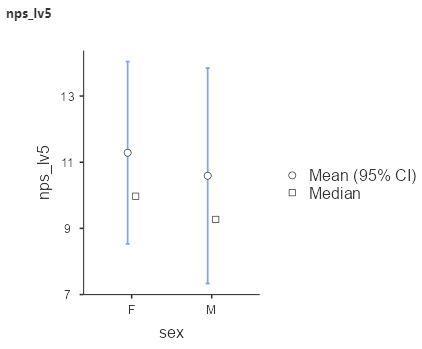 nps_lv5
13
11
9
7
nps_lv5
F
M
sex
Mean (95% CI)
Median